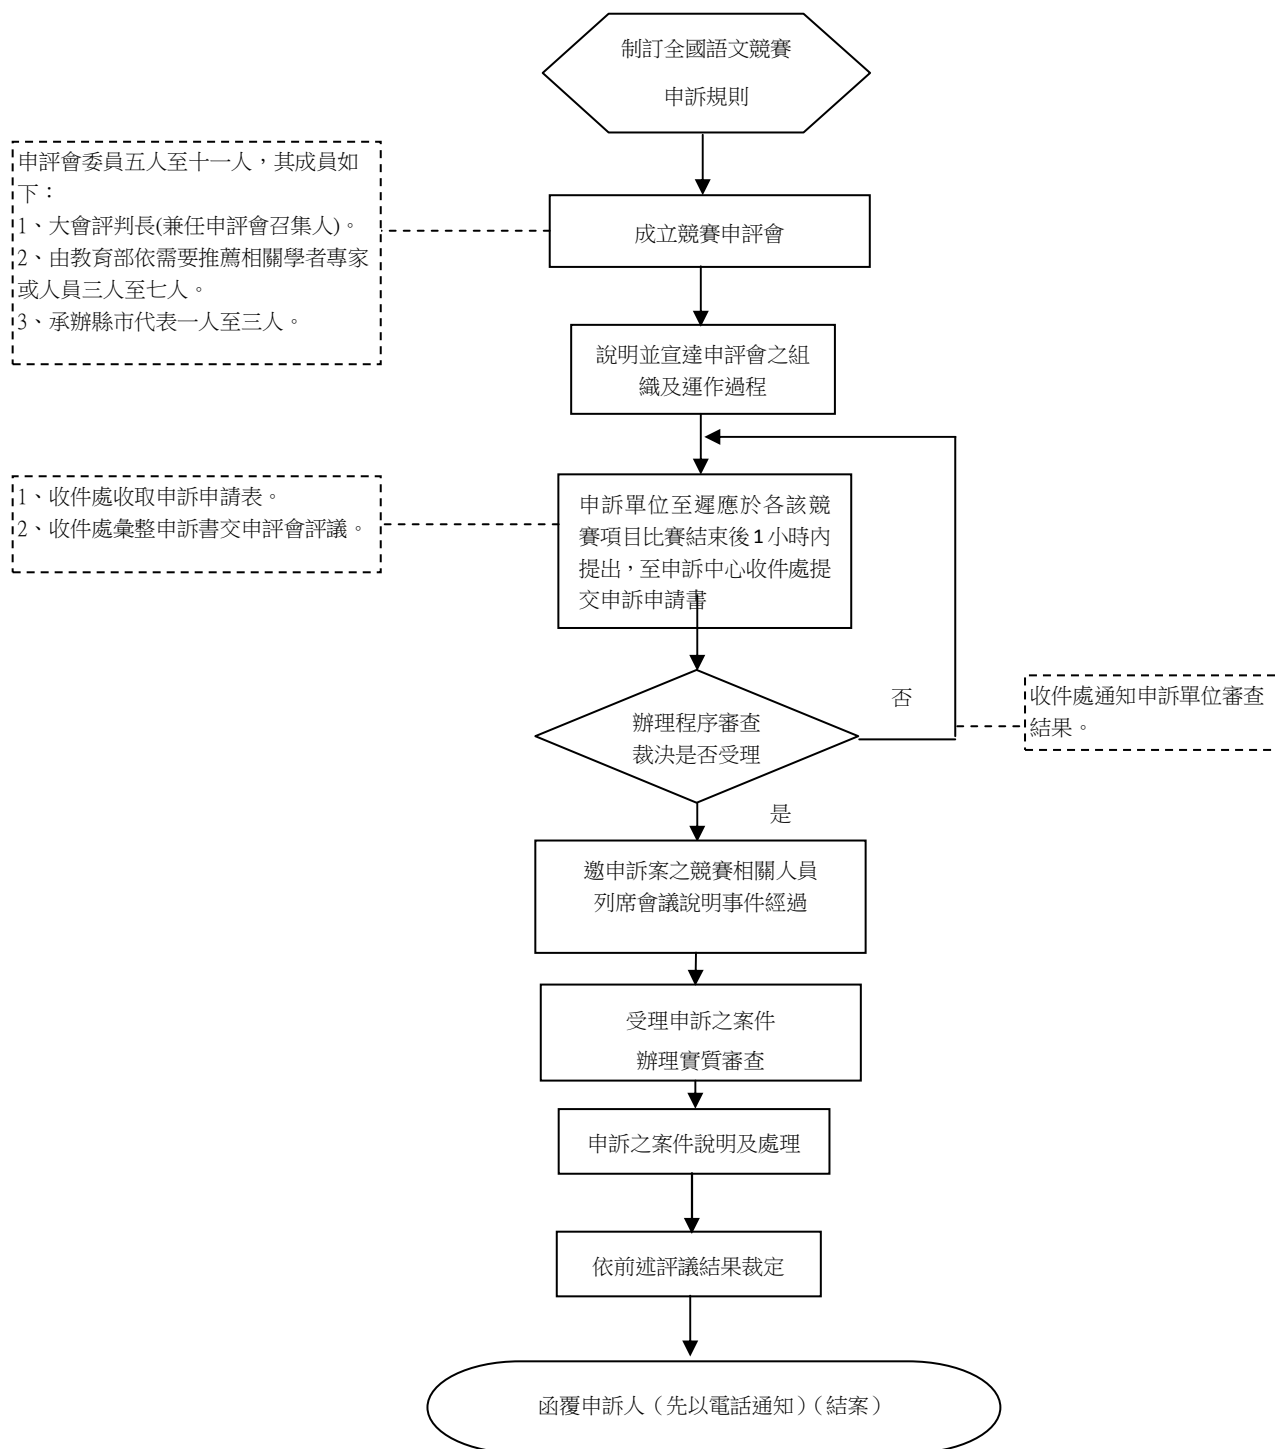 制訂全國語文競賽
申訴規則
申評會委員五人至十一人，其成員如
下：
1、大會評判長(兼任申評會召集人)。
2、由教育部依需要推薦相關學者專家
或人員三人至七人。
3、承辦縣市代表一人至三人。
成立競賽申評會
說明並宣達申評會之組
織及運作過程
1、收件處收取申訴申請表。
2、收件處彙整申訴書交申評會評議。
申訴單位至遲應於各該競
賽項目比賽結束後1小時內
提出，至申訴中心收件處提
交申訴申請書
辦理程序審查
裁決是否受理
否
收件處通知申訴單位審查
結果。
是
邀申訴案之競賽相關人員
列席會議說明事件經過
受理申訴之案件
辦理實質審查
申訴之案件說明及處理
依前述評議結果裁定
函覆申訴人（先以電話通知）（結案）